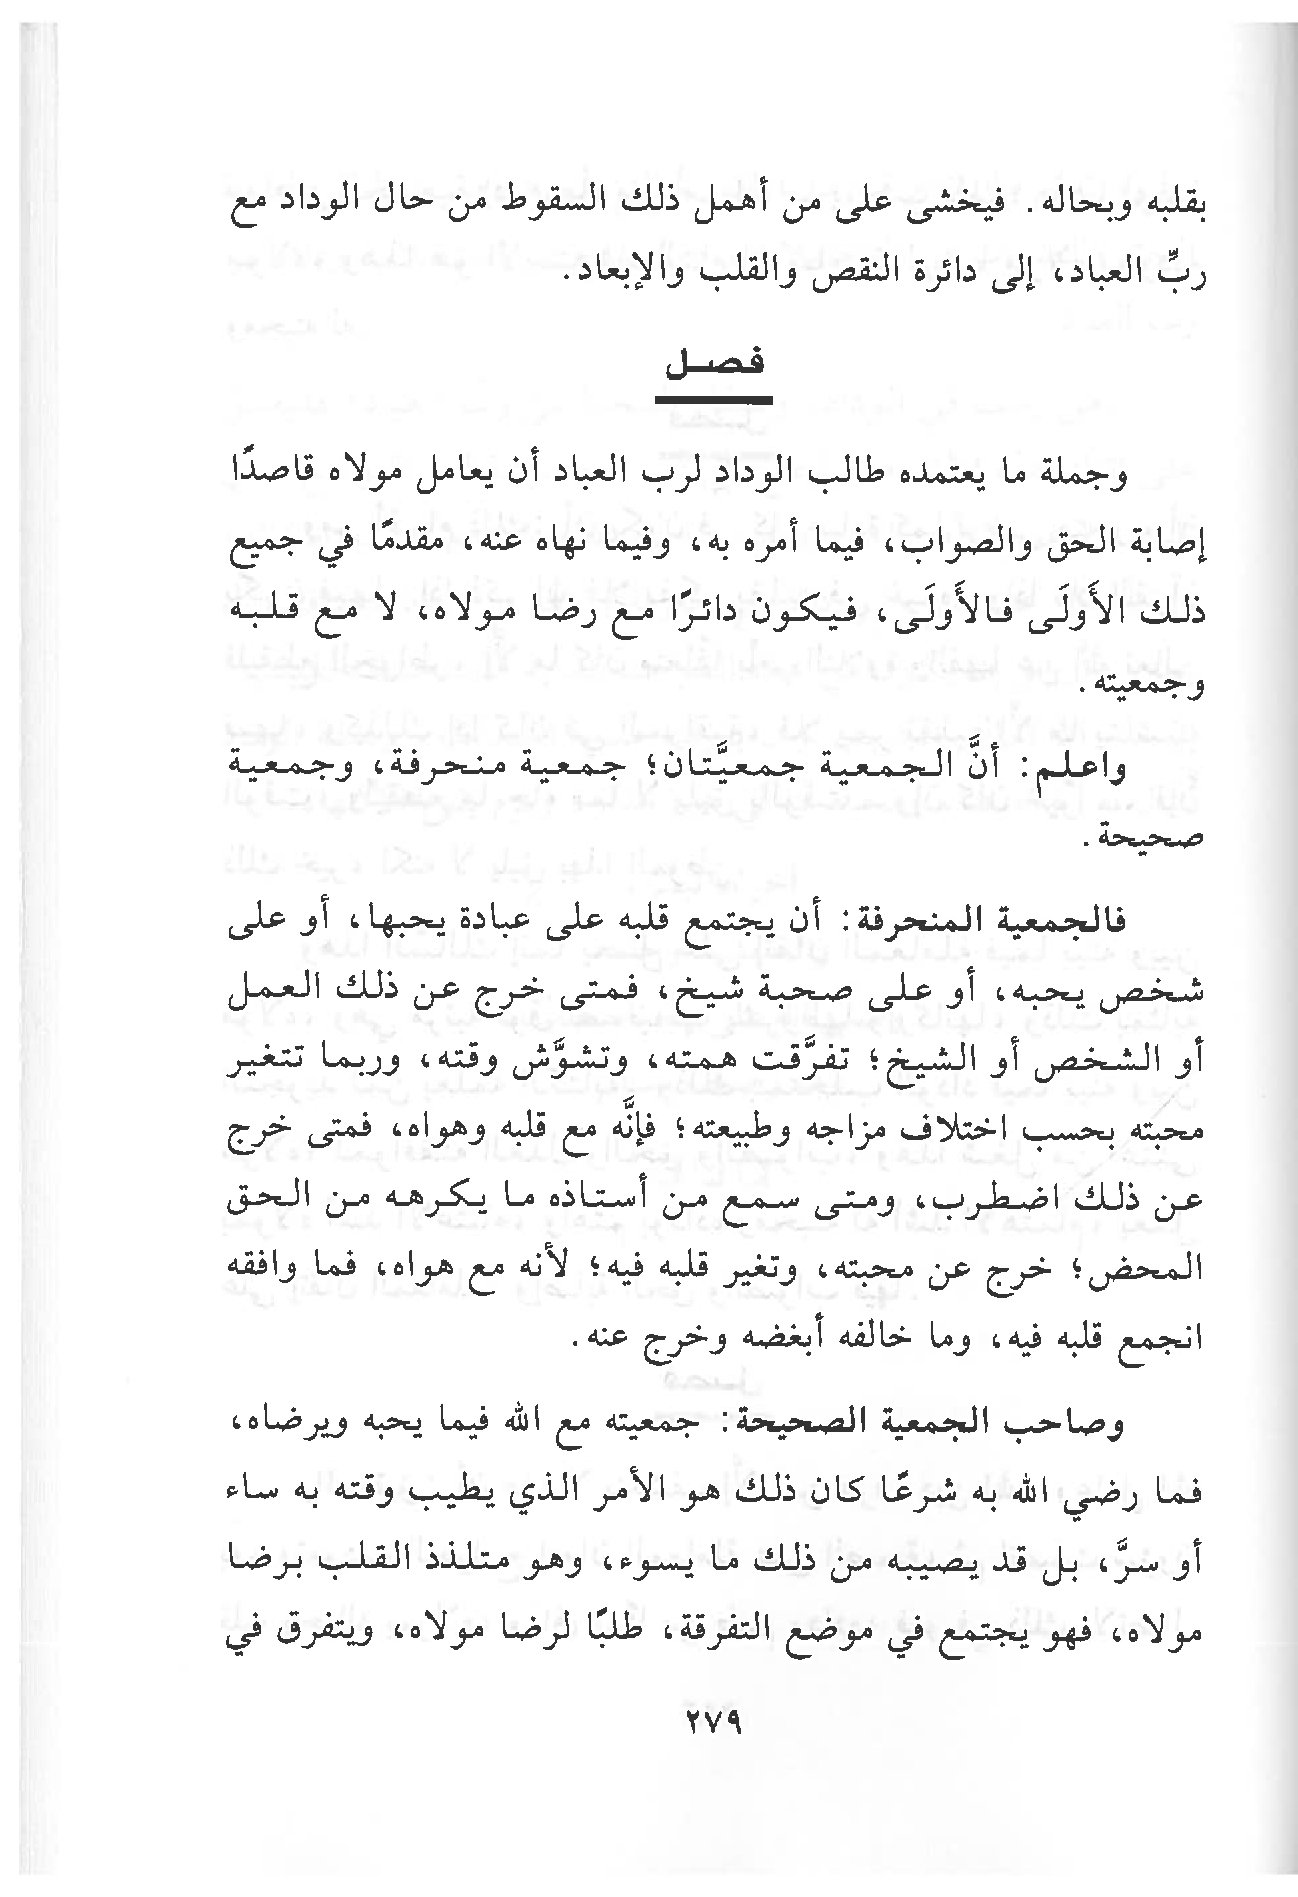 بقلبه وبحاله. فيخشى على من أهمل ذلك السقوط من حال الوداد مع
ربِّ العباد، إلى دائرة النقص والقلب والإبعاد.
فصل
وجملة ما يعتمده طالب الوداد لرب العباد أن يعامل مولاه قاصدًا
إصابة الحق والصواب، فيما أمره به، وفيما نهاه عنه، مقدمًا في جميع
ذلك الأَولَى فالأَولَى، فيكون دائرًا مع رضا مولاه، لا مع قلبه
وجمعيته.
واعلم: أنَّ الجمعية جمعيَّتان؛ جمعية منحرفة، وجمعية
صحيحة.
فالجمعية المنحرفة: أن يجتمع قلبه على عبادة يحبها، أو على
شخص يحبه، أو على صحبة شيخ، فمتى خرج عن ذلك العمل
أو الشخص أو الشيخ؛ تفرَّقت همته، وتشوَّش وقته، وربما تتغير
محبته بحسب اختلاف مزاجه وطبيعته؛ فإنَّه مع قلبه وهواه، فمتى خرج
عن ذلك اضطرب، ومتى سمع من أستاذه ما يكرهه من الحق
المحض؛ خرج عن محبته، وتغير قلبه فيه؛ لأنه مع هواه، فما وافقه
انجمع قلبه فيه، وما خالفه أبغضه وخرج عنه.
وصاحب الجمعية الصحيحة: جمعيته مع الله فيما يحبه ويرضاه،
فما رضي الله به شرعًا كان ذلك هو الأمر الذي يطيب وقته به ساء
أو سرَّ، بل قد يصيبه من ذلك ما يسوء، وهو متلذذ القلب برضا
مولاه، فهو يجتمع في موضع التفرقة، طلبًا لرضا مولاه، ويتفرق في
٢٧٩